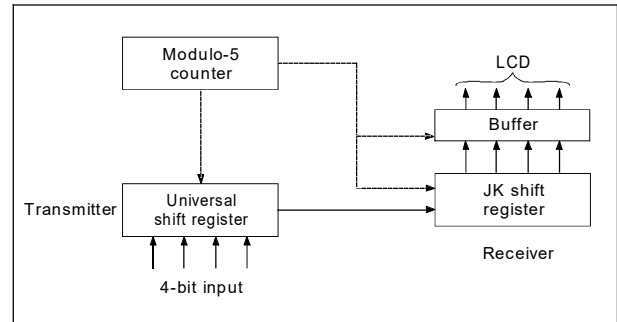 Modulo-5
counter
LCD
Buffer
Transmitter
Universal
shift register
JK shift
register
Receiver
4-bit input